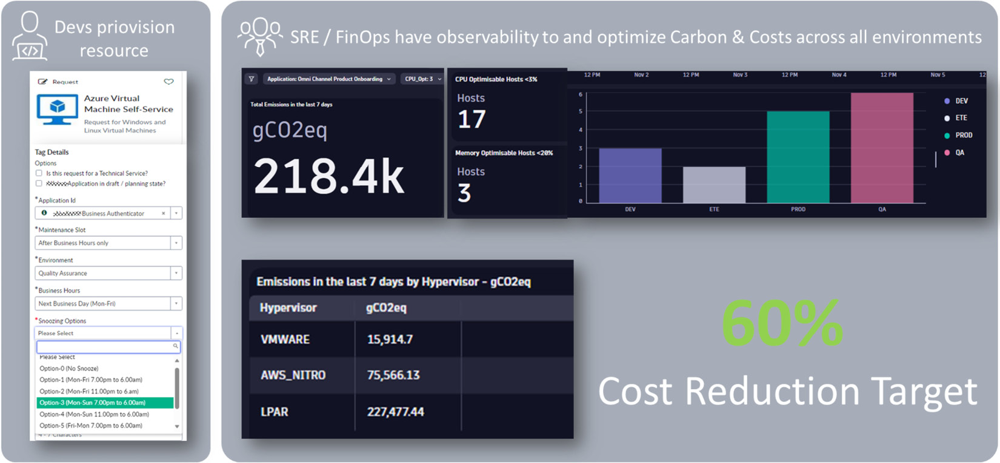 Devs priovision
resource
</>
Request
Azure Virtual
Machine Self-Service
Request for Windows and
Linux Virtual Machines
Tag Details
Options
Is this request for a Technical Service?
Application in draft / planning state?
*Application Id
Business Authenticator
*Maintenance Slot
After Business Hours only
*Environment
Quality Assurance
*Business Hours
Next Business Day (Mon-Fri)
*Snoozing Options
Please Select
Please Select
Option-0 (No Snooze)
Option-1 (Mon-Fri 7.00pm to 6.00am)
Option-2 (Mon-Fri 11.00pm to 6.am)
Option-3 (Mon-Sun 7.00pm to 6.00am)
Option-4 (Mon-Sun 11.00pm to 6.00am)
Option-5 (Fri-Mon 7.00pm to 6.00am)
4 - 7 Characters
SRE / FinOps have observability to and optimize Carbon & Costs across all environments
Application: Omni Channel Product Onboarding
CPU_Opt: 3
Total Emissions in the last 7 days
gCO2eq
218.4k
CPU Optimisable Hosts <3%
Hosts
17
Memory Optimisable Hosts <20%
Hosts
3
12 PM Nov 2 12 PM Nov 3 12 PM Nov 4 12 PM Nov 5 12
6
5
4
3
2
1
0
DEV ETE PROD QA
DEV
ETE
PROD
QA
Emissions in the last 7 days by Hypervisor - gCO2eq
Hypervisor gCO2eq
VMWARE 15,914.7
AWS_NITRO 75,566.13
LPAR 227,477.44
60%
Cost Reduction Target